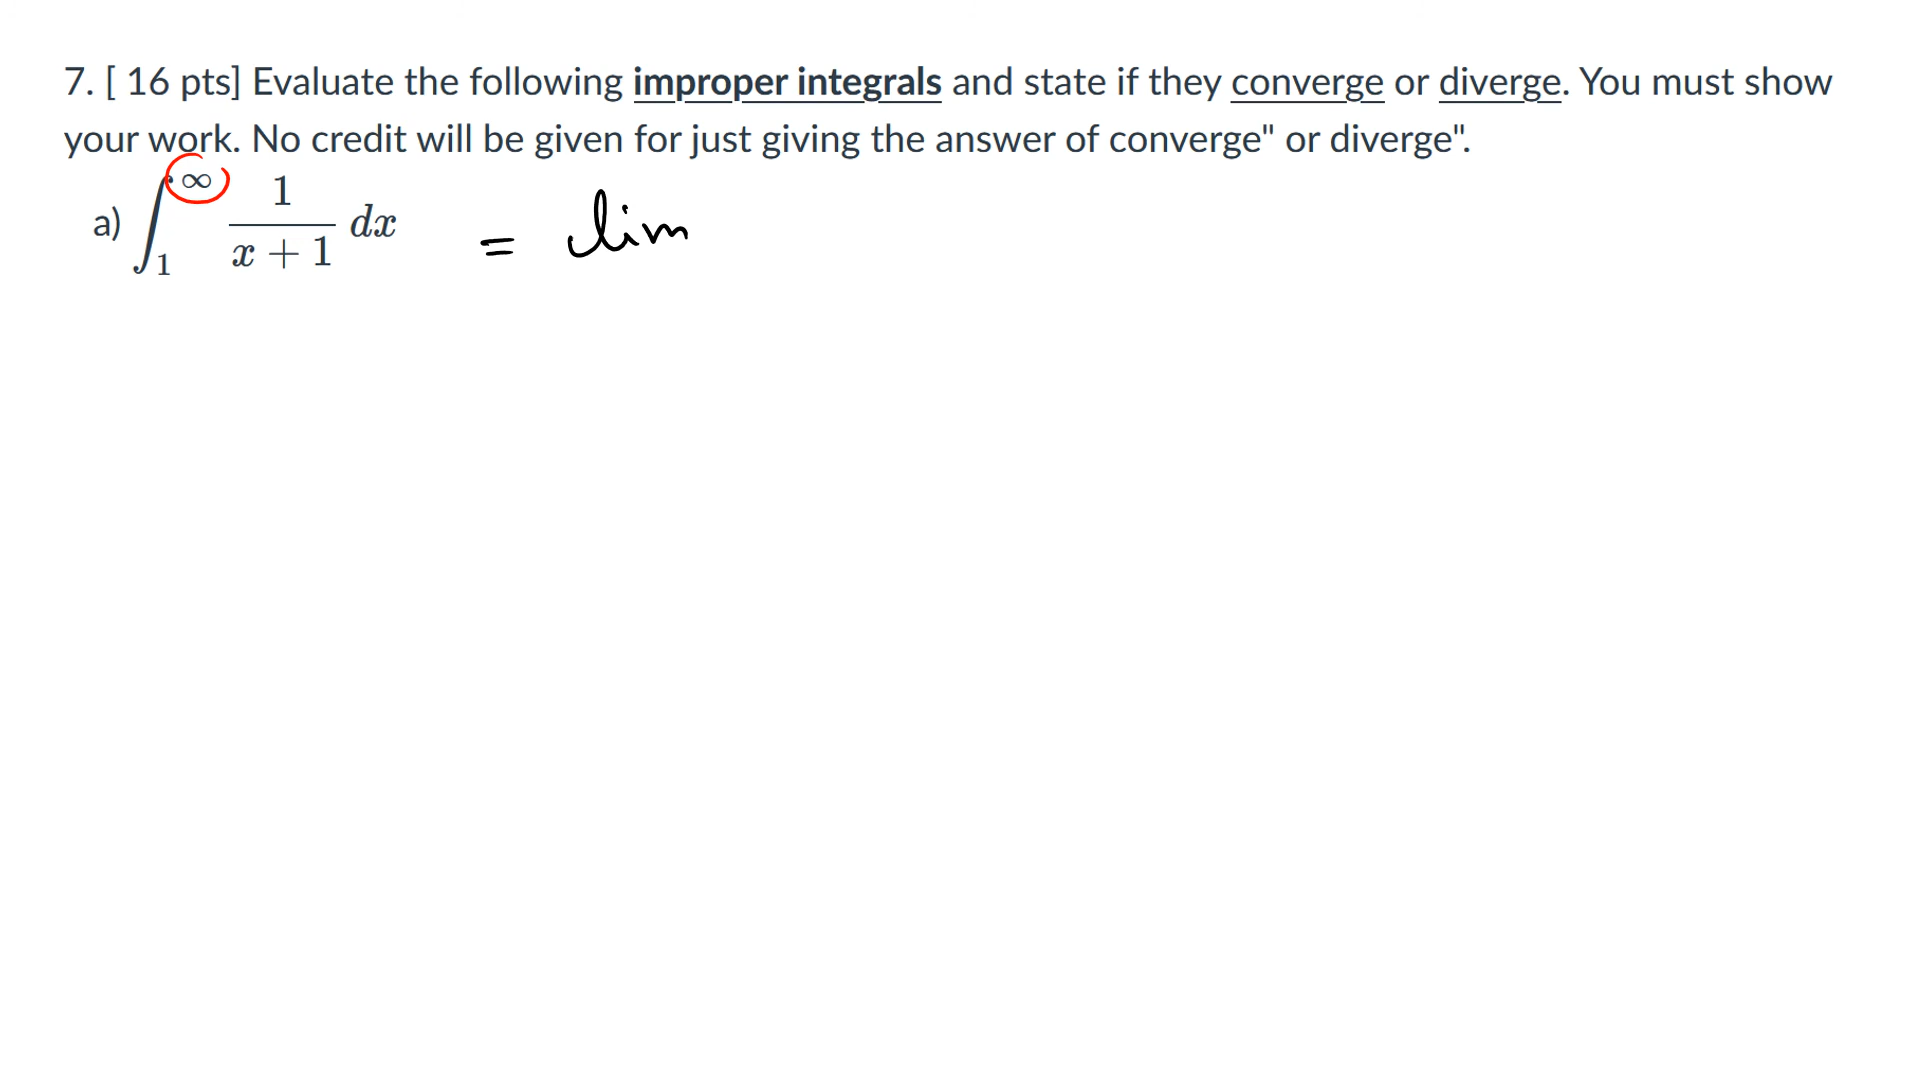 7. [ 16 pts] Evaluate the following improper integrals and state if they converge or diverge. You must show
your work. No credit will be given for just giving the answer of converge" or diverge".
a) ∫_1^∞ 1/(x + 1) dx = lim